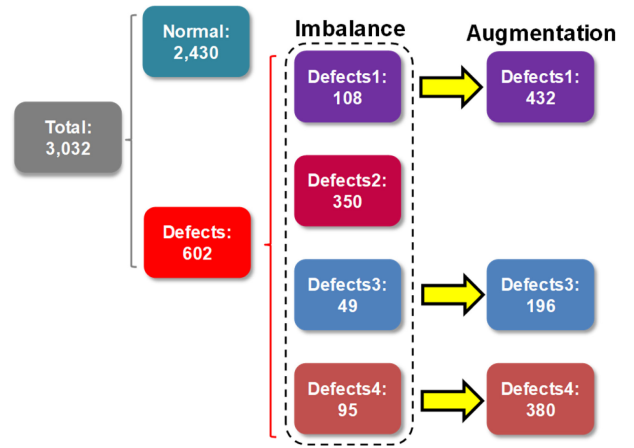 Imbalance
Augmentation
Normal:
2,430
Total:
3,032
Defects:
602
Defects1:
108
Defects1:
432
Defects2:
350
Defects3:
49
Defects3:
196
Defects4:
95
Defects4:
380